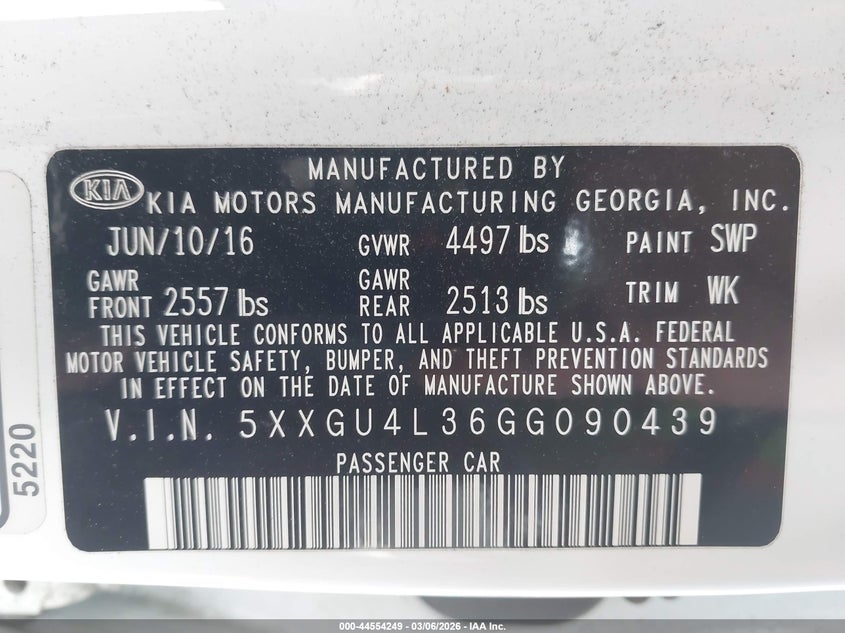 MANUFACTURED BY
KIA KIA MOTORS MANUFACTURING GEORGIA, INC.
JUN/10/16 GVWR 4497 lbs PAINT SWP
GAWR FRONT 2557 lbs GAWR REAR 2513 lbs TRIM WK
THIS VEHICLE CONFORMS TO ALL APPLICABLE U.S.A. FEDERAL
MOTOR VEHICLE SAFETY, BUMPER, AND THEFT PREVENTION STANDARDS
IN EFFECT ON THE DATE OF MANUFACTURE SHOWN ABOVE.
V.I.N. 5XXGU4L36GG090439
PASSENGER CAR
5220
000-44554249 | 03/06/2026 – IAA Inc.